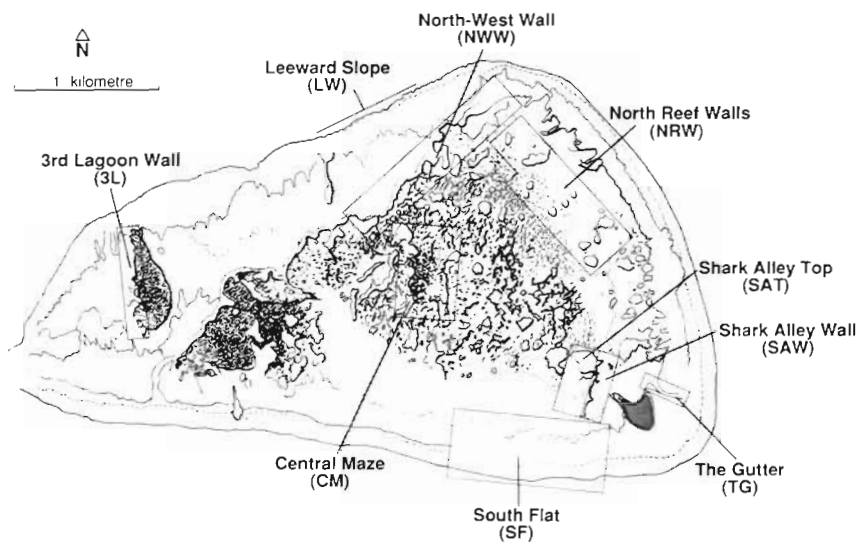 North-West Wall
(NWW)
N
1 kilometre
Leeward Slope
(LW)
North Reef Walls
(NRW)
3rd Lagoon Wall
(3L)
Shark Alley Top
(SAT)
Shark Alley Wall
(SAW)
Central Maze
(CM)
The Gutter
(TG)
South Flat
(SF)